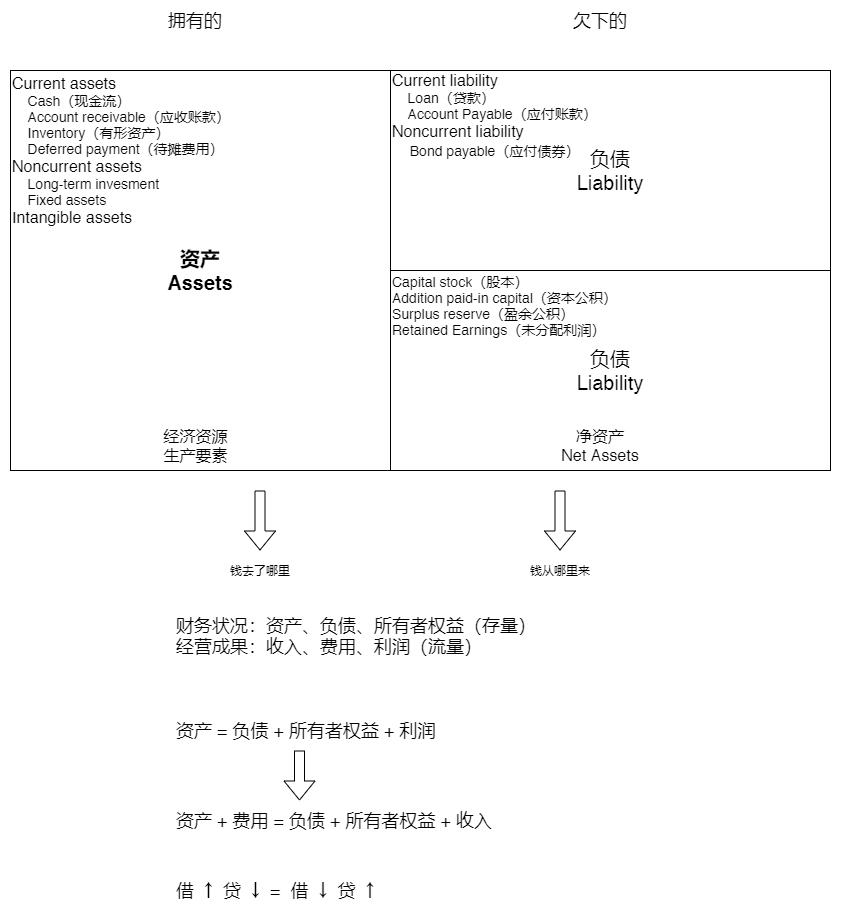 拥有的
欠下的
Current assets
Cash（现金流）
Account receivable（应收账款）
Inventory（有形资产）
Deferred payment（待摊费用）
Noncurrent assets
Long-term invesment
Fixed assets
Intangible assets
资产
Assets
经济资源
生产要素
Current liability
Loan（贷款）
Account Payable（应付账款）
Noncurrent liability
Bond payable（应付债券）
负债
Liability
Capital stock（股本）
Addition paid-in capital（资本公积）
Surplus reserve（盈余公积）
Retained Earnings（未分配利润）
负债
Liability
净资产
Net Assets
钱去了哪里
钱从哪里来
财务状况：资产、负债、所有者权益（存量）
经营成果：收入、费用、利润（流量）
资产 = 负债 + 所有者权益 + 利润
资产 + 费用 = 负债 + 所有者权益 + 收入
借 ↑ 贷 ↓ = 借 ↓ 贷 ↑